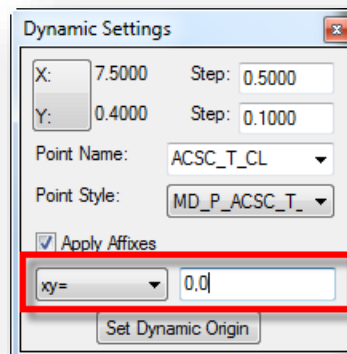 Dynamic Settings
X: 7.5000 Step: 0.5000
Y: 0.4000 Step: 0.1000
Point Name: ACSC_T_CL
Point Style: MD_P_ACSC_T_
Apply Affixes
xy= 0,0
Set Dynamic Origin